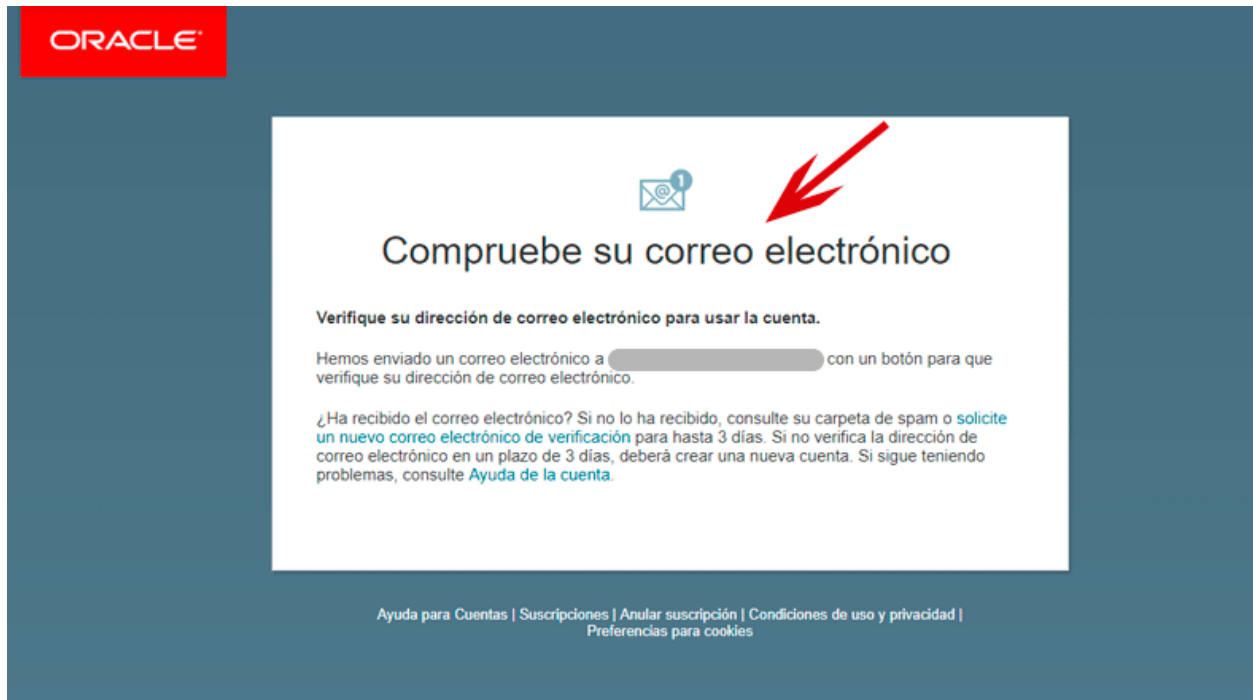 ORACLE
1
@
Compruebe su correo electrónico
Verifique su dirección de correo electrónico para usar la cuenta.
Hemos enviado un correo electrónico a con un botón para que
verifique su dirección de correo electrónico.
¿Ha recibido el correo electrónico? Si no lo ha recibido, consulte su carpeta de spam o solicite
un nuevo correo electrónico de verificación para hasta 3 días. Si no verifica la dirección de
correo electrónico en un plazo de 3 días, deberá crear una nueva cuenta. Si sigue teniendo
problemas, consulte Ayuda de la cuenta.
Ayuda para Cuentas | Suscripciones | Anular suscripción | Condiciones de uso y privacidad |
Preferencias para cookies